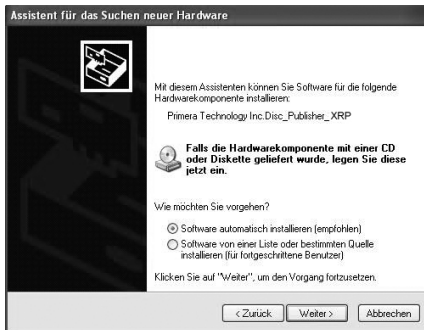 Assistent für das Suchen neuer Hardware
Mit diesem Assistenten können Sie Software für die folgende
Hardwarekomponente installieren:
Primera Technology Inc.Disc_Publisher_XRP
Falls die Hardwarekomponente mit einer CD
oder Diskette geliefert wurde, legen Sie diese
jetzt ein.
Wie möchten Sie vorgehen?
Software automatisch installieren (empfohlen)
Software von einer Liste oder bestimmten Quelle
installieren (für fortgeschrittene Benutzer)
Klicken Sie auf "Weiter", um den Vorgang fortzusetzen.
< Zurück
Weiter >
Abbrechen